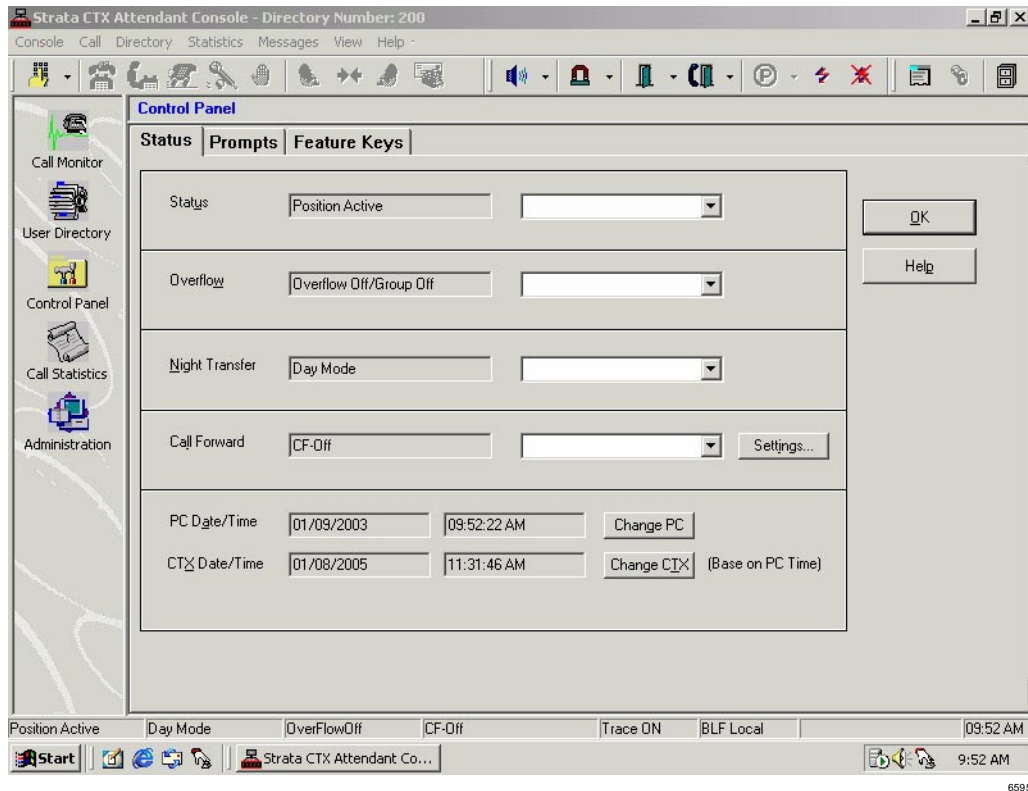 Strata CTX Attendant Console - Directory Number: 200
Console Call Directory Statistics Messages View Help
P
Control Panel
Status Prompts Feature Keys
Call Monitor
User Directory
Control Panel
Call Statistics
Administration
Status Position Active
OK
Overflow Overflow Off/Group Off
Help
Night Transfer Day Mode
Call Forward CF-Off Settings...
PC Date/Time 01/09/2003 09:52:22 AM Change PC
CTX Date/Time 01/08/2005 11:31:46 AM Change CTX (Base on PC Time)
Position Active Day Mode OverFlowOff CF-Off Trace ON BLF Local 09:52 AM
Start Strata CTX Attendant Co... 9:52 AM
6595